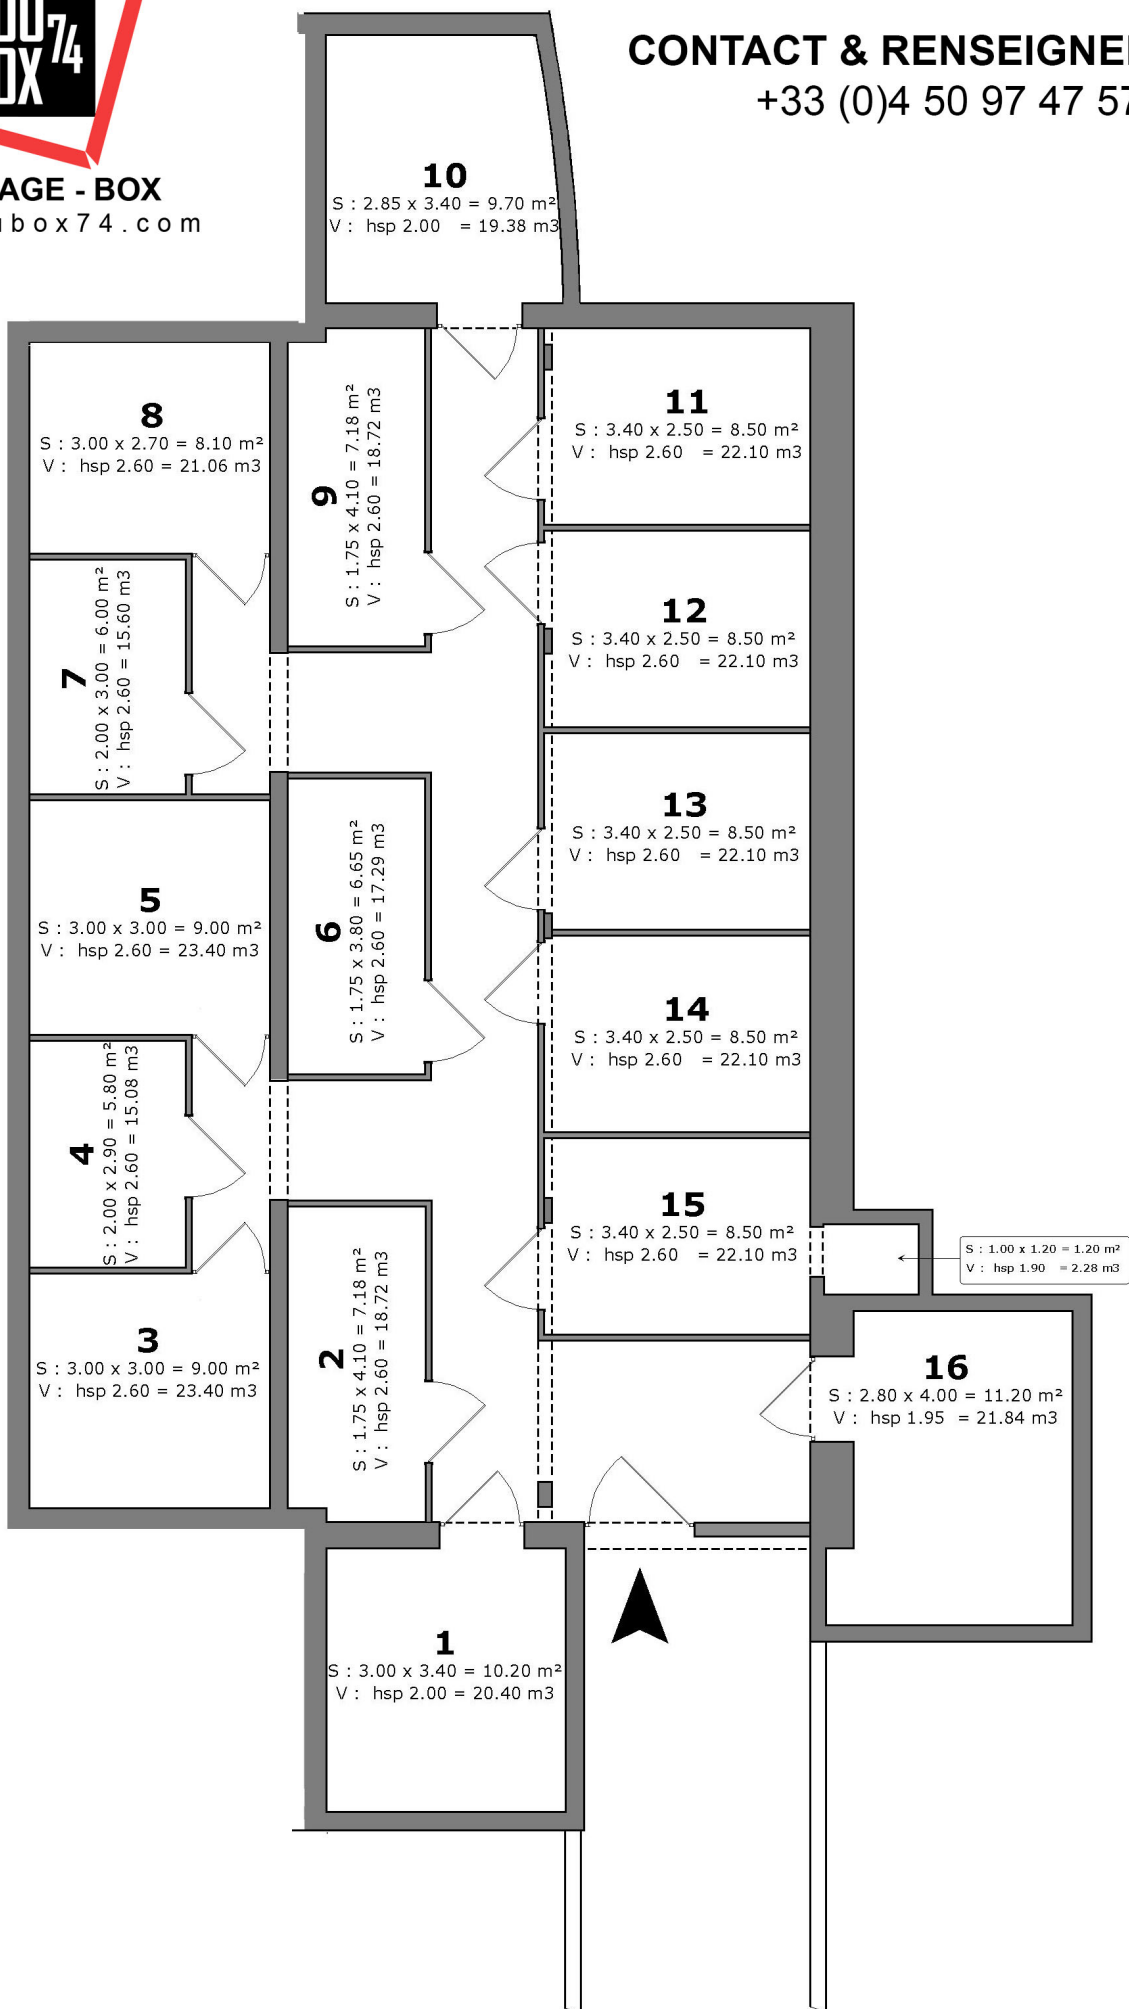 74
OX
AGE - BOX
box74.com
CONTACT & RENSEIGNE
+33 (0)4 50 97 47 57
10
S : 2.85 x 3.40 = 9.70 m²
V : hsp 2.00 = 19.38 m3
8
S : 3.00 x 2.70 = 8.10 m²
V : hsp 2.60 = 21.06 m3
9
S : 1.75 x 4.10 = 7.18 m²
V : hsp 2.60 = 18.72 m3
11
S : 3.40 x 2.50 = 8.50 m²
V : hsp 2.60 = 22.10 m3
7
S : 2.00 x 3.00 = 6.00 m²
V : hsp 2.60 = 15.60 m3
12
S : 3.40 x 2.50 = 8.50 m²
V : hsp 2.60 = 22.10 m3
13
S : 3.40 x 2.50 = 8.50 m²
V : hsp 2.60 = 22.10 m3
5
S : 3.00 x 3.00 = 9.00 m²
V : hsp 2.60 = 23.40 m3
6
S : 1.75 x 3.80 = 6.65 m²
V : hsp 2.60 = 17.29 m3
14
S : 3.40 x 2.50 = 8.50 m²
V : hsp 2.60 = 22.10 m3
4
S : 2.00 x 2.90 = 5.80 m²
V : hsp 2.60 = 15.08 m3
15
S : 3.40 x 2.50 = 8.50 m²
V : hsp 2.60 = 22.10 m3
S : 1.00 x 1.20 = 1.20 m²
V : hsp 1.90 = 2.28 m3
3
S : 3.00 x 3.00 = 9.00 m²
V : hsp 2.60 = 23.40 m3
2
S : 1.75 x 4.10 = 7.18 m²
V : hsp 2.60 = 18.72 m3
16
S : 2.80 x 4.00 = 11.20 m²
V : hsp 1.95 = 21.84 m3
1
S : 3.00 x 3.40 = 10.20 m²
V : hsp 2.00 = 20.40 m3